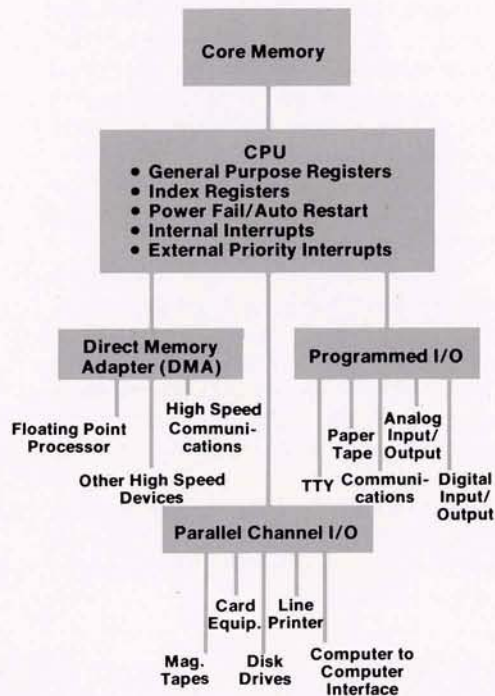 Core Memory
CPU
• General Purpose Registers
• Index Registers
• Power Fail/Auto Restart
• Internal Interrupts
• External Priority Interrupts
Direct Memory
Adapter (DMA)
Programmed I/O
Floating Point
Processor
Other High Speed
Devices
High Speed
Communi-
cations
TTY
Paper
Tape
Communi-
cations
Analog
Input/
Output
Digital
Input/
Output
Parallel Channel I/O
Mag.
Tapes
Card
Equip.
Disk
Drives
Line
Printer
Computer to
Computer
Interface